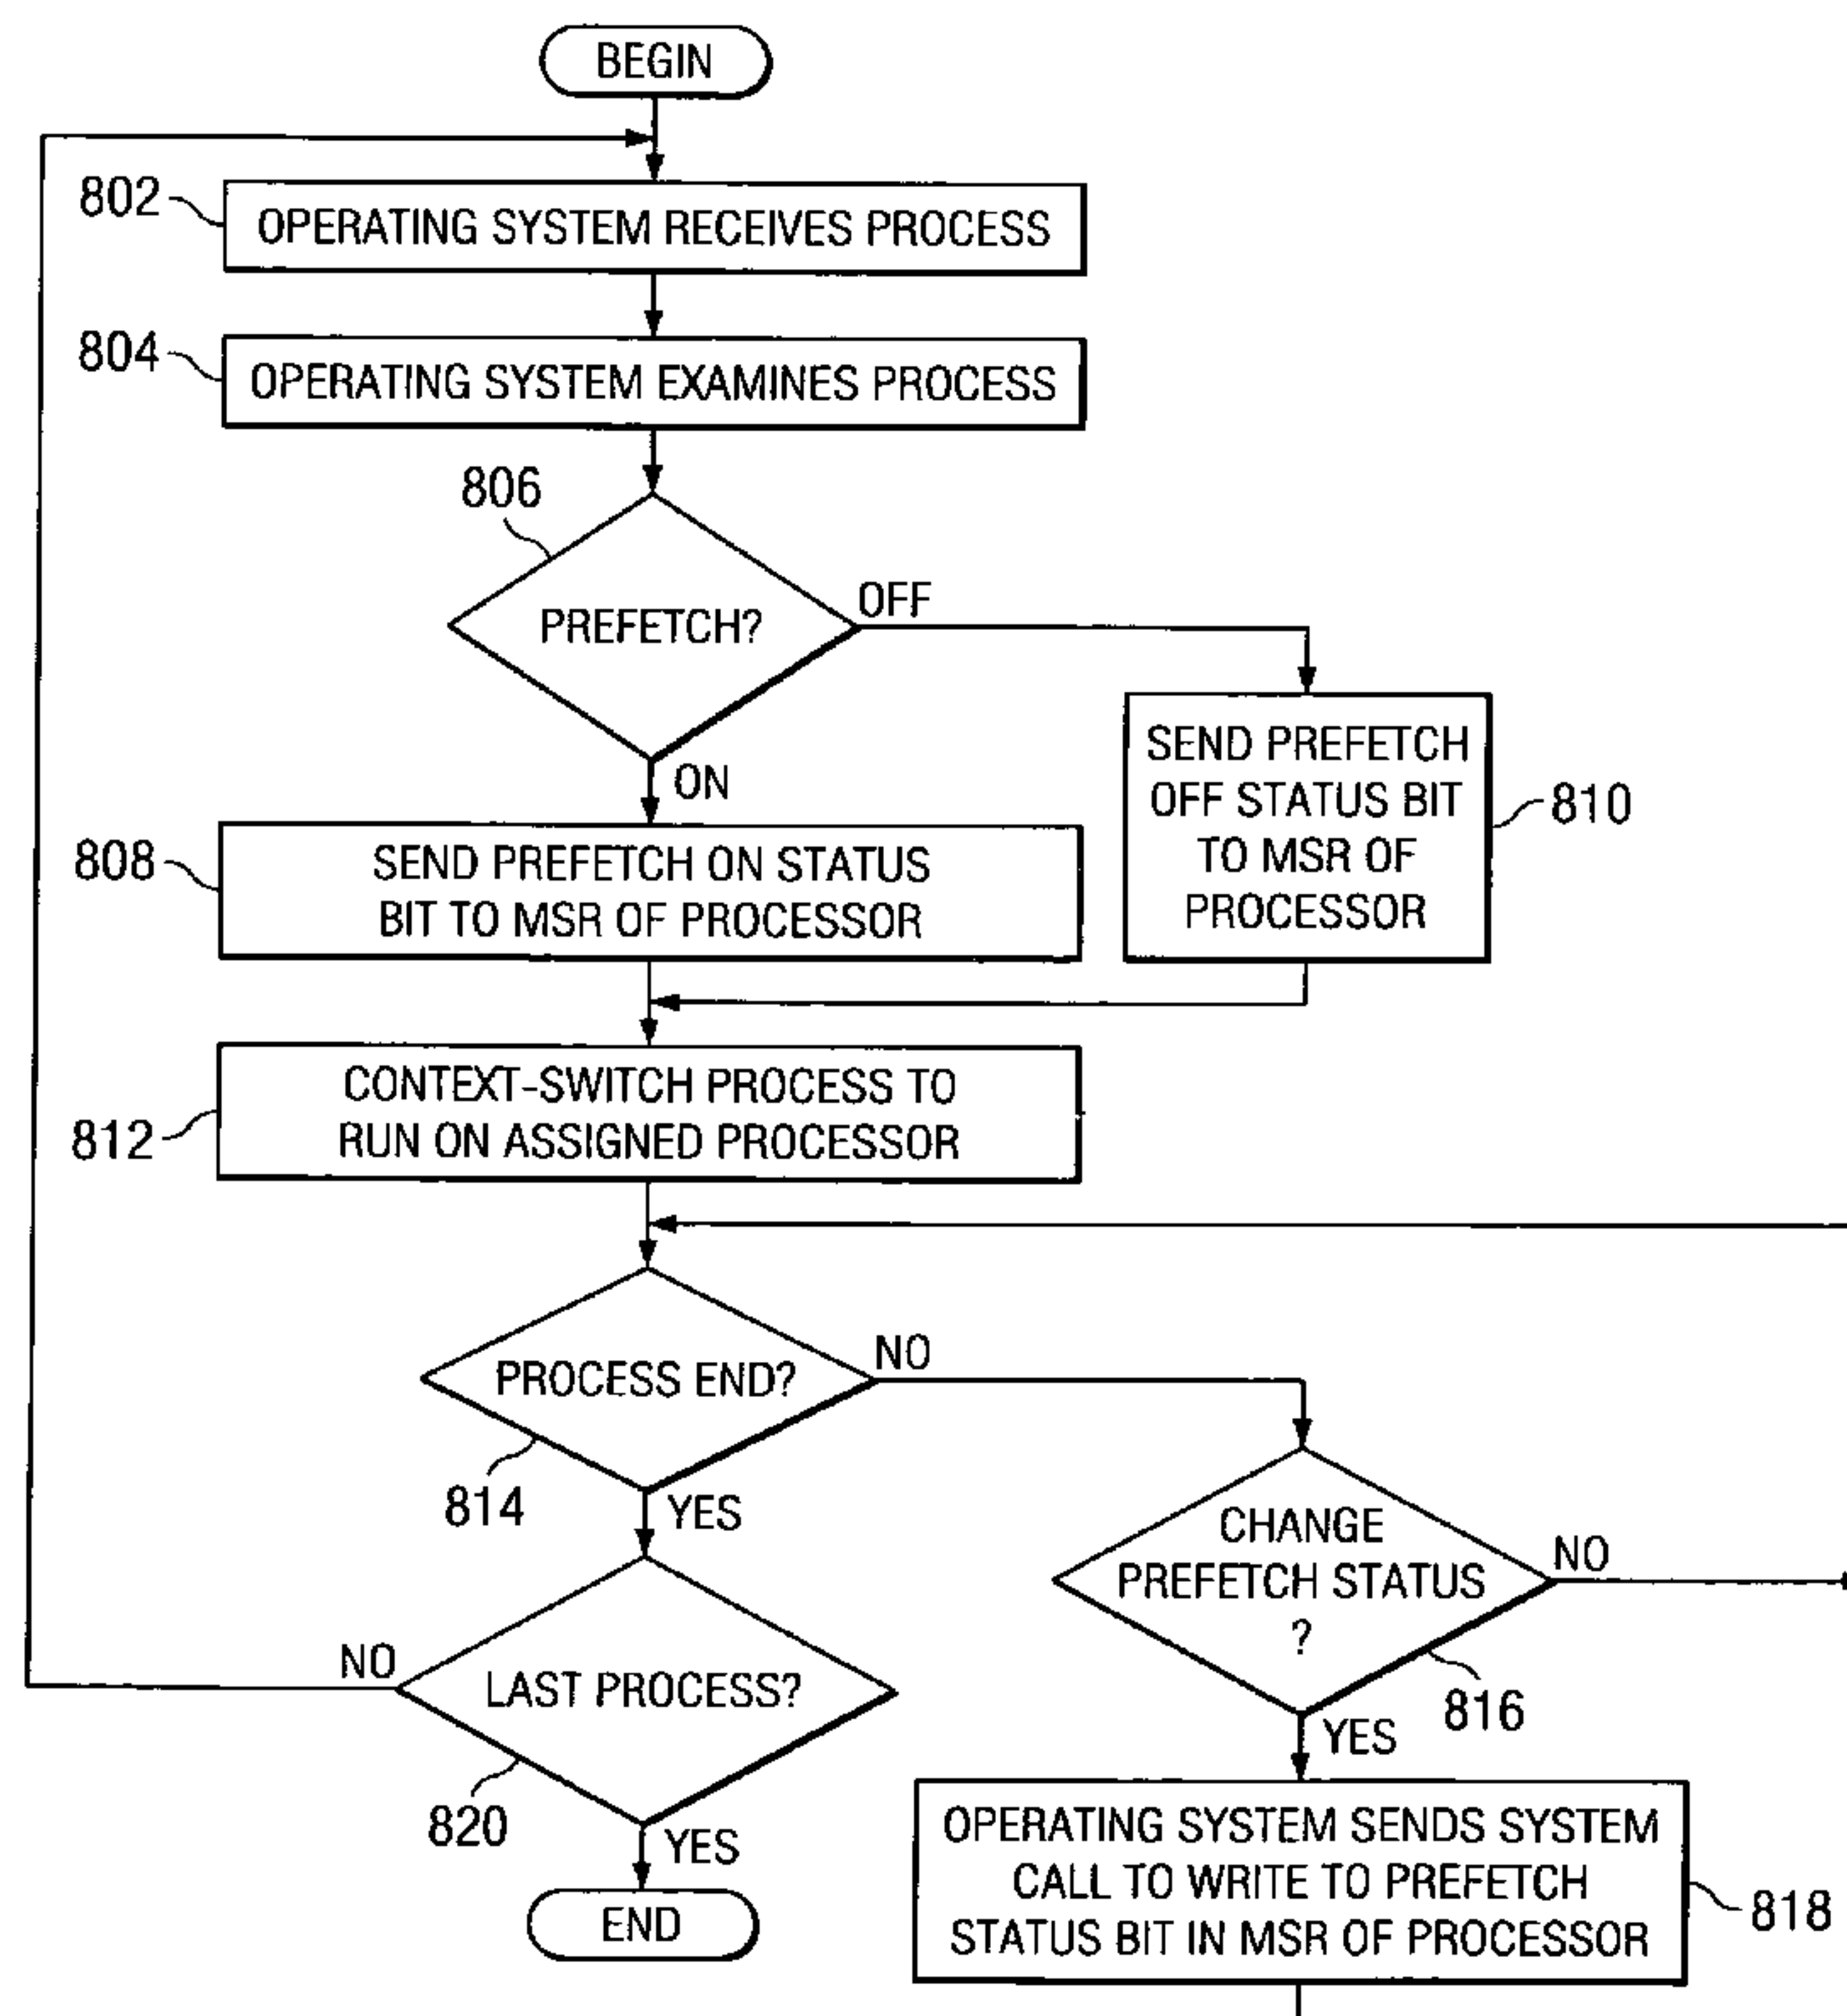 BEGIN
802
OPERATING SYSTEM RECEIVES PROCESS
804
OPERATING SYSTEM EXAMINES PROCESS
806
PREFETCH?
OFF
ON
SEND PREFETCH
OFF STATUS BIT
TO MSR OF
PROCESSOR
810
808
SEND PREFETCH ON STATUS
BIT TO MSR OF PROCESSOR
812
CONTEXT-SWITCH PROCESS TO
RUN ON ASSIGNED PROCESSOR
PROCESS END?
NO
814
YES
CHANGE
PREFETCH STATUS
?
NO
816
YES
NO
LAST PROCESS?
820
YES
END
OPERATING SYSTEM SENDS SYSTEM
CALL TO WRITE TO PREFETCH
STATUS BIT IN MSR OF PROCESSOR
818